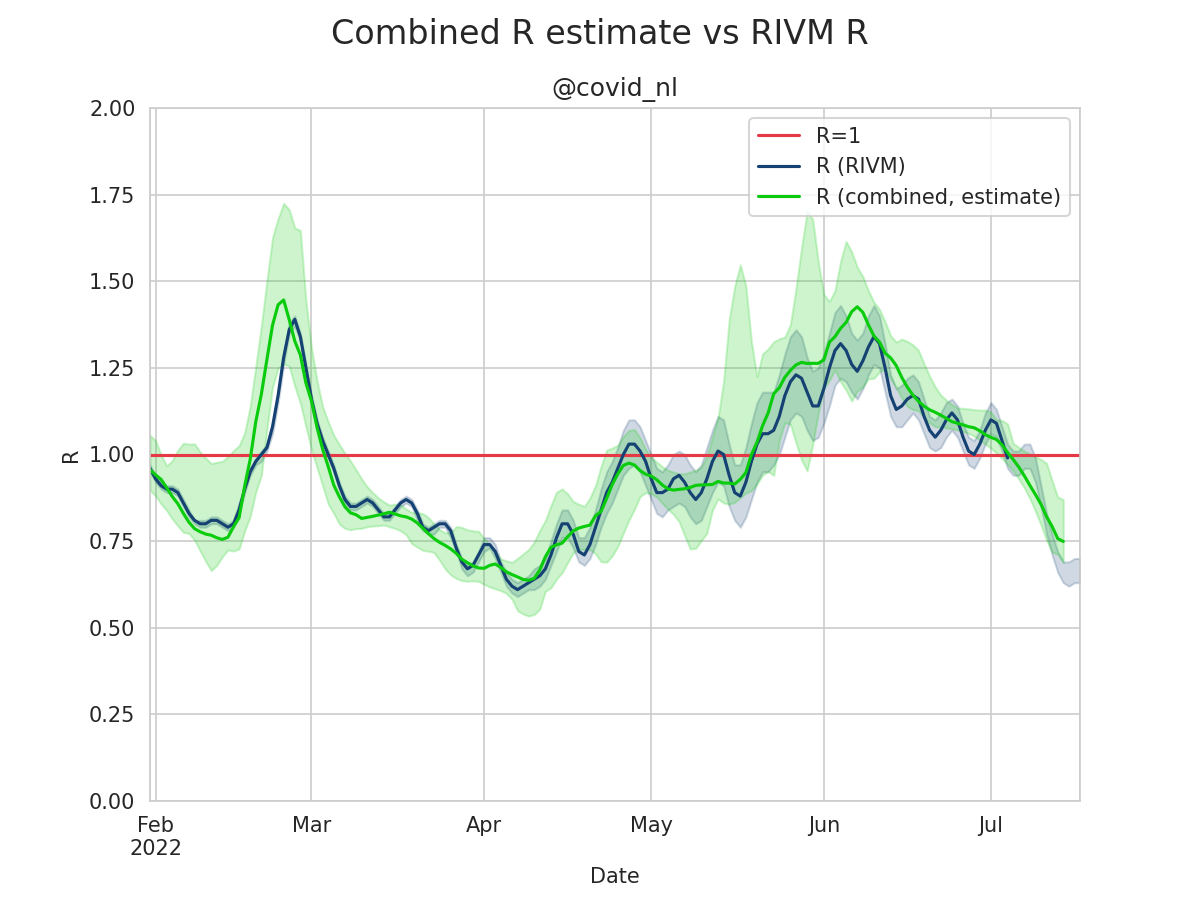 Combined R estimate vs RIVM R
@covid_nl
R=1
R (RIVM)
R (combined, estimate)
2.00
1.75
1.50
1.25
1.00
0.75
0.50
0.25
0.00
R
Feb Mar Apr May Jun Jul
2022
Date